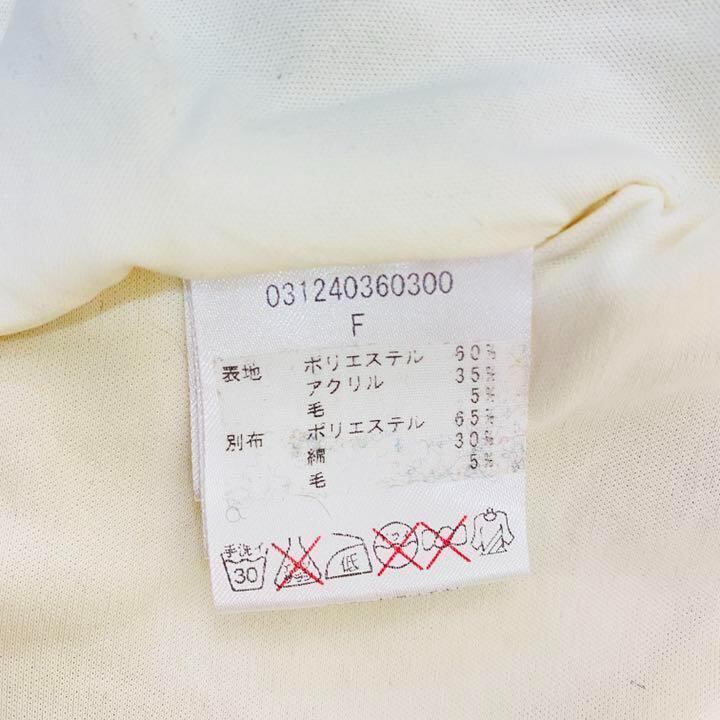 031240360300
F
表地 ポリエステル 60%
アクリル 35%
毛 5%
別布 ポリエステル 65%
綿 30%
毛 5%
手洗イ
30
低